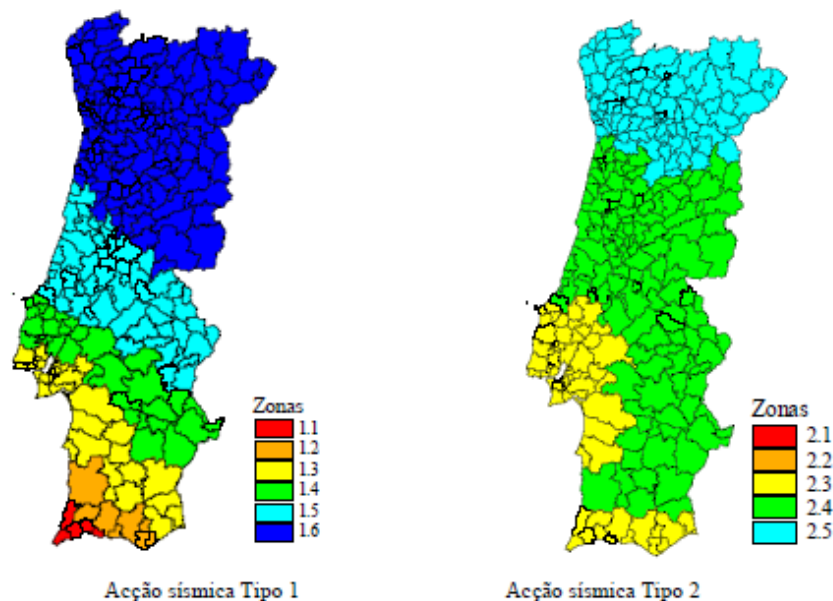 Zonas
1.1
1.2
1.3
1.4
1.5
1.6
Acção sísmica Tipo 1
Zonas
2.1
2.2
2.3
2.4
2.5
Acção sísmica Tipo 2